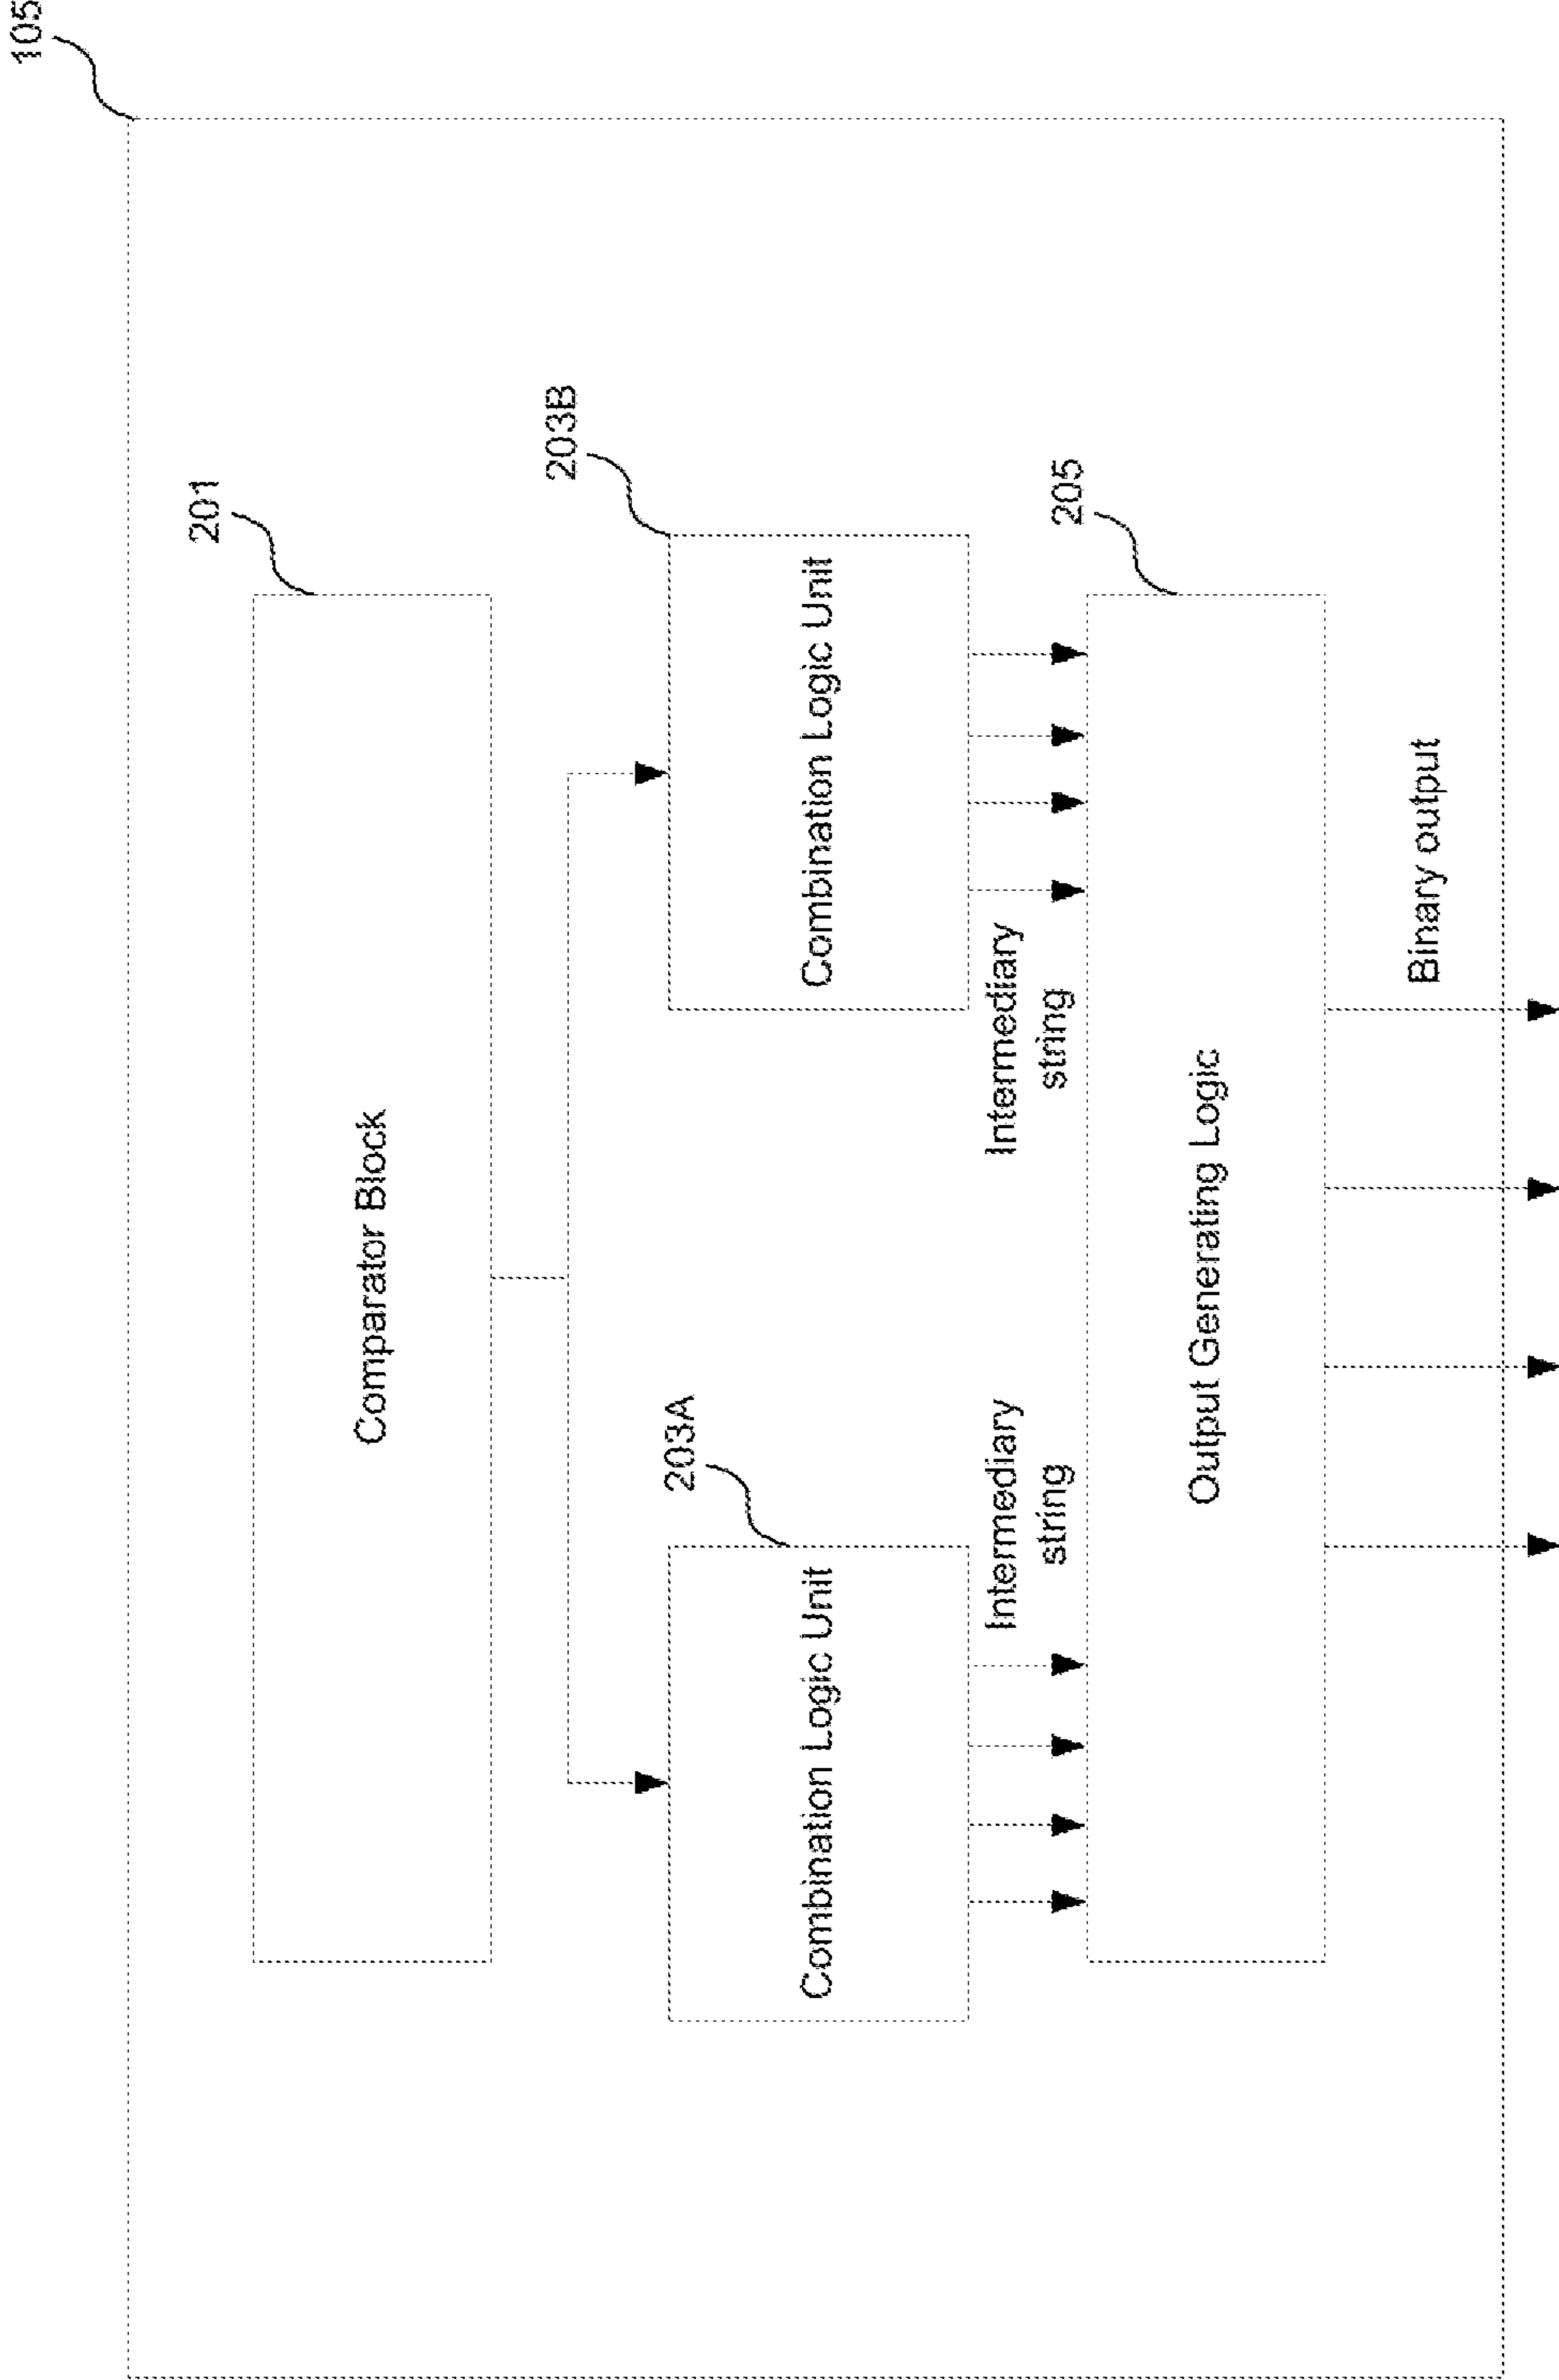 105
201
Comparator Block
203B
203A
Combination Logic Unit
Combination Logic Unit
Intermediary
string
Intermediary
string
205
Output Generating Logic
Binary output